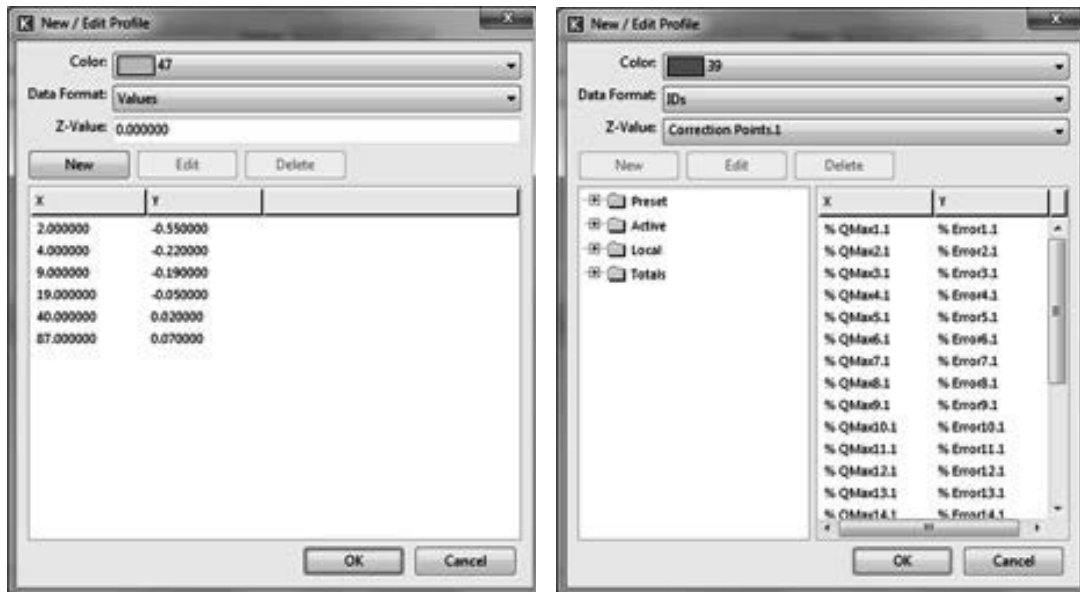 New / Edit Profile
Color: 47
Data Format: Values
Z-Value: 0.000000
New Edit Delete
X Y
2.000000 -0.550000
4.000000 -0.220000
9.000000 -0.190000
19.000000 -0.050000
40.000000 0.020000
87.000000 0.070000
OK Cancel
New / Edit Profile
Color: 39
Data Format: IDs
Z-Value: Correction Points.1
New Edit Delete
Preset
Active
Local
Totals
X Y
% QMax1.1 % Error1.1
% QMax2.1 % Error2.1
% QMax3.1 % Error3.1
% QMax4.1 % Error4.1
% QMax5.1 % Error5.1
% QMax6.1 % Error6.1
% QMax7.1 % Error7.1
% QMax8.1 % Error8.1
% QMax9.1 % Error9.1
% QMax10.1 % Error10.1
% QMax11.1 % Error11.1
% QMax12.1 % Error12.1
% QMax13.1 % Error13.1
% QMax14.1 % Error14.1
OK Cancel